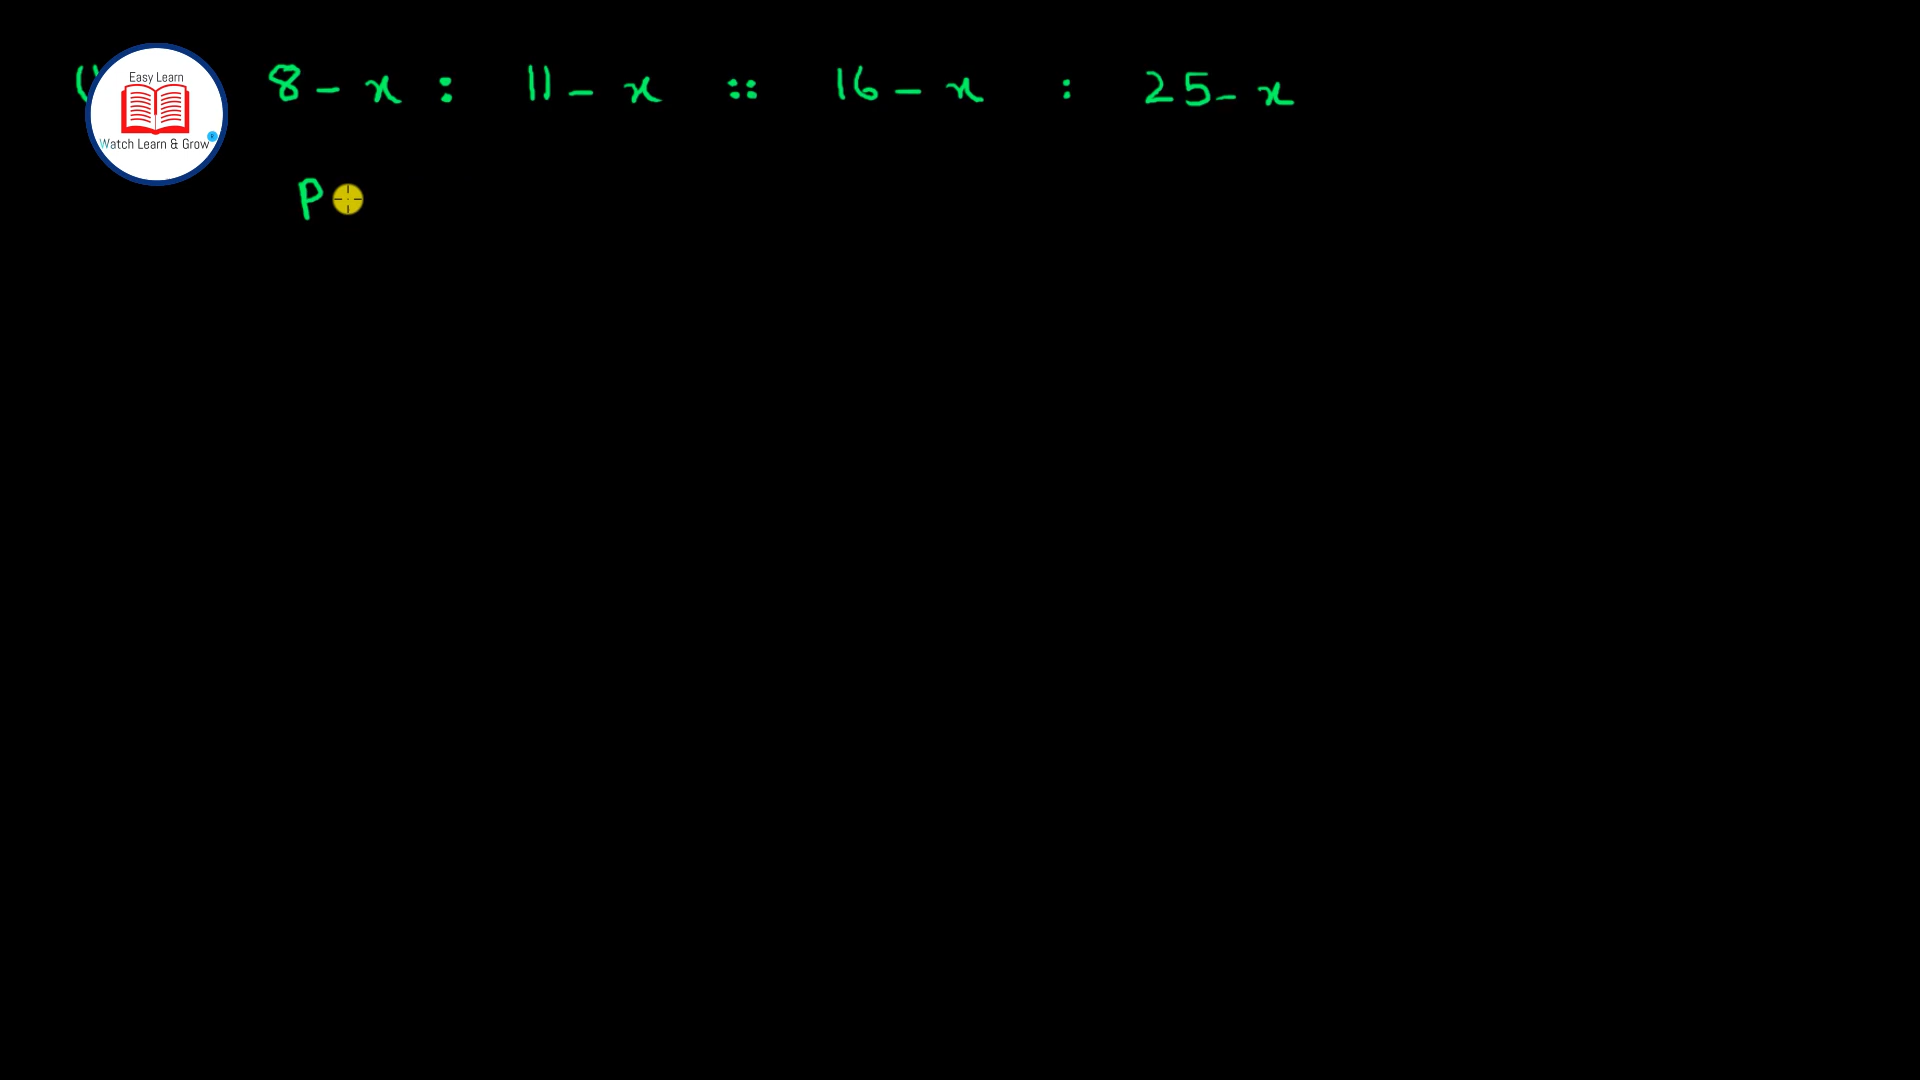 8 - x : 11 - x :: 16 - x : 25 - x
Easy Learn
Watch Learn & Grow
P